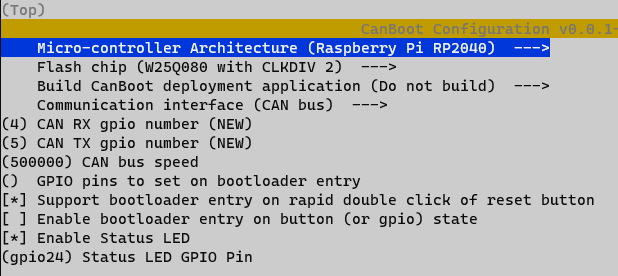 (Top)
CanBoot Configuration v0.0.1-
Micro-controller Architecture (Raspberry Pi RP2040) --->
Flash chip (W25Q080 with CLKDIV 2) --->
Build CanBoot deployment application (Do not build) --->
Communication interface (CAN bus) --->
(4) CAN RX gpio number (NEW)
(5) CAN TX gpio number (NEW)
(500000) CAN bus speed
() GPIO pins to set on bootloader entry
[*] Support bootloader entry on rapid double click of reset button
[ ] Enable bootloader entry on button (or gpio) state
[*] Enable Status LED
(gpio24) Status LED GPIO Pin